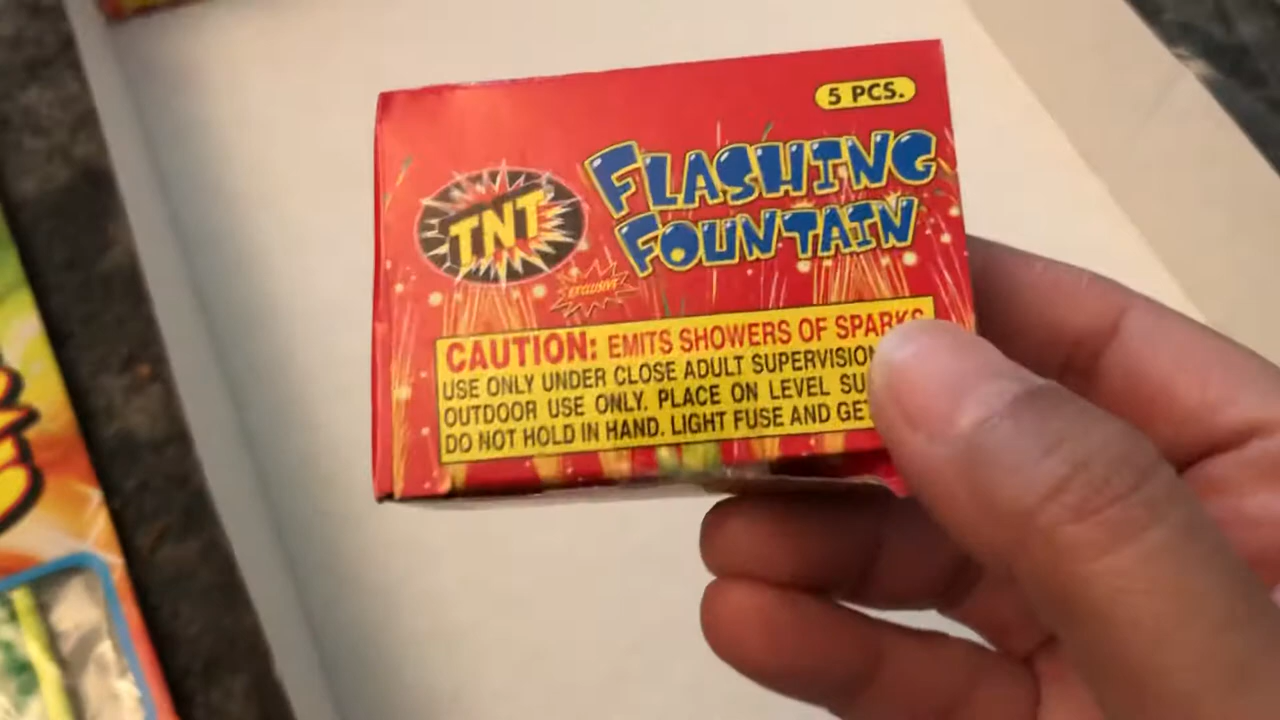 5 PCS.
TNT
FLASHING
FOUNTAIN
EXCLUSIVE
CAUTION: EMITS SHOWERS OF SPARKS
USE ONLY UNDER CLOSE ADULT SUPERVISION
OUTDOOR USE ONLY. PLACE ON LEVEL
DO NOT HOLD IN HAND. LIGHT FUSE AND